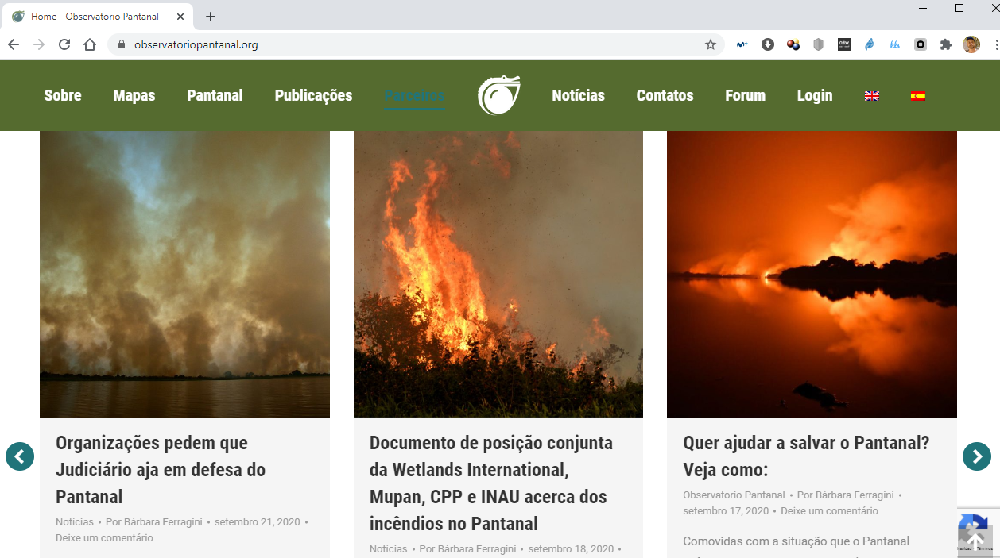 Home - Observatorio Pantanal
observatoriopantanal.org
Sobre Mapas Pantanal Publicações Parceiros Notícias Contatos Forum Login
Organizações pedem que
Judiciário aja em defesa do
Pantanal
Notícias • Por Bárbara Ferragini • setembro 21, 2020 •
Deixe um comentário
Documento de posição conjunta
da Wetlands International,
Mupan, CPP e INAU acerca dos
incêndios no Pantanal
Notícias • Por Bárbara Ferragini • setembro 18, 2020 •
Quer ajudar a salvar o Pantanal?
Veja como:
Observatorio Pantanal • Por Bárbara Ferragini •
setembro 17, 2020 • Deixe um comentário
Comovidas com a situação que o Pantanal